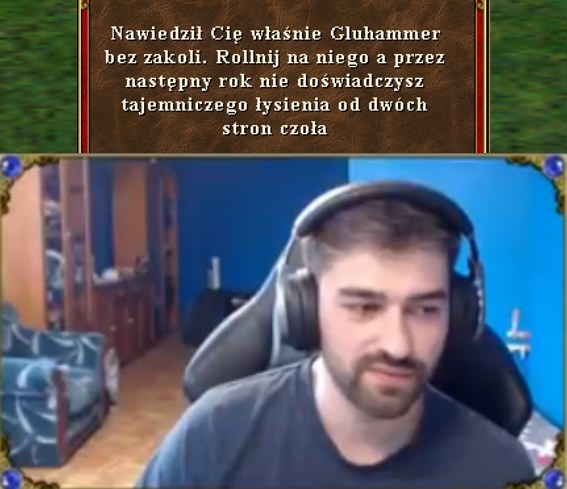 Nawiedził Cię właśnie Gluhammer
bez zakoli. Rollnij na niego a przez
następny rok nie doświadczysz
tajemniczego łysienia od dwóch
stron czoła